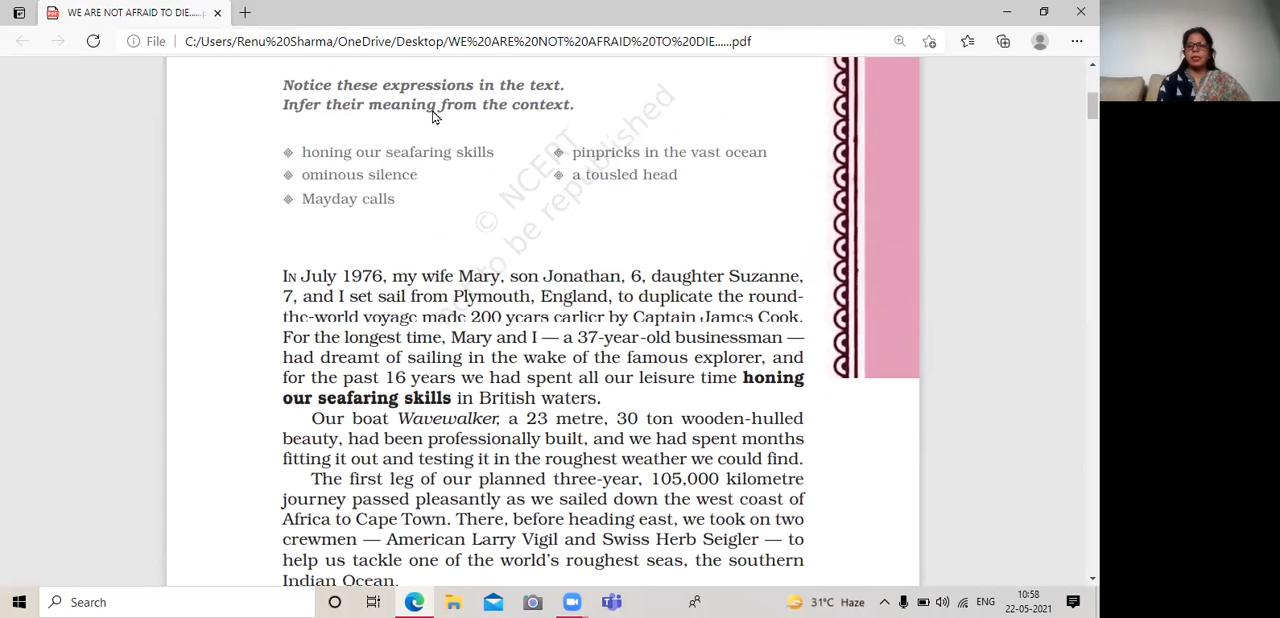 WE ARE NOT AFRAID TO DIE.....p
File
C:/Users/Renu%20Sharma/OneDrive/Desktop/WE%20ARE%20NOT%20AFRAID%20TO%20DIE......pdf
Notice these expressions in the text.
Infer their meaning from the context.
honing our seafaring skills
pinpricks in the vast ocean
ominous silence
a tousled head
Mayday calls
© NCERT
not to be republished
IN July 1976, my wife Mary, son Jonathan, 6, daughter Suzanne,
7, and I set sail from Plymouth, England, to duplicate the round-
the-world voyage made 200 years earlier by Captain James Cook.
For the longest time, Mary and I — a 37-year-old businessman —
had dreamt of sailing in the wake of the famous explorer, and
for the past 16 years we had spent all our leisure time honing
our seafaring skills in British waters.
Our boat Wavewalker, a 23 metre, 30 ton wooden-hulled
beauty, had been professionally built, and we had spent months
fitting it out and testing it in the roughest weather we could find.
The first leg of our planned three-year, 105,000 kilometre
journey passed pleasantly as we sailed down the west coast of
Africa to Cape Town. There, before heading east, we took on two
crewmen — American Larry Vigil and Swiss Herb Seigler — to
help us tackle one of the world's roughest seas, the southern
Indian Ocean.
Search
31°C Haze
ENG
10:58
22-05-2021